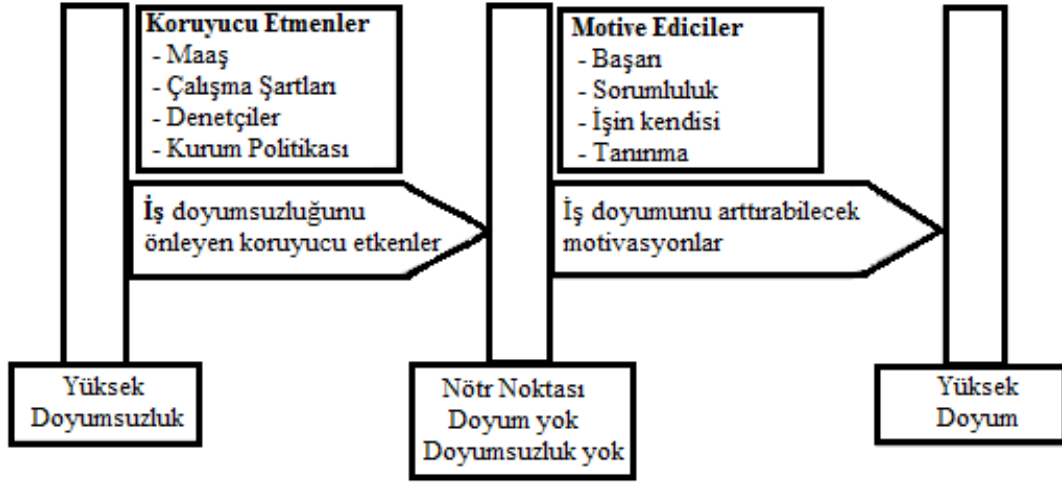 Koruyucu Etmenler
- Maaş
- Çalışma Şartları
- Denetçiler
- Kurum Politikası
Motive Ediciler
- Başarı
- Sorumluluk
- İşin kendisi
- Tanınma
İş doyumsuzluğunu
önleyen koruyucu etkenler
İş doyumunu arttırabilecek
motivasyonlar
Yüksek
Doyumsuzluk
Nötr Noktası
Doyum yok
Doyumsuzluk yok
Yüksek
Doyum